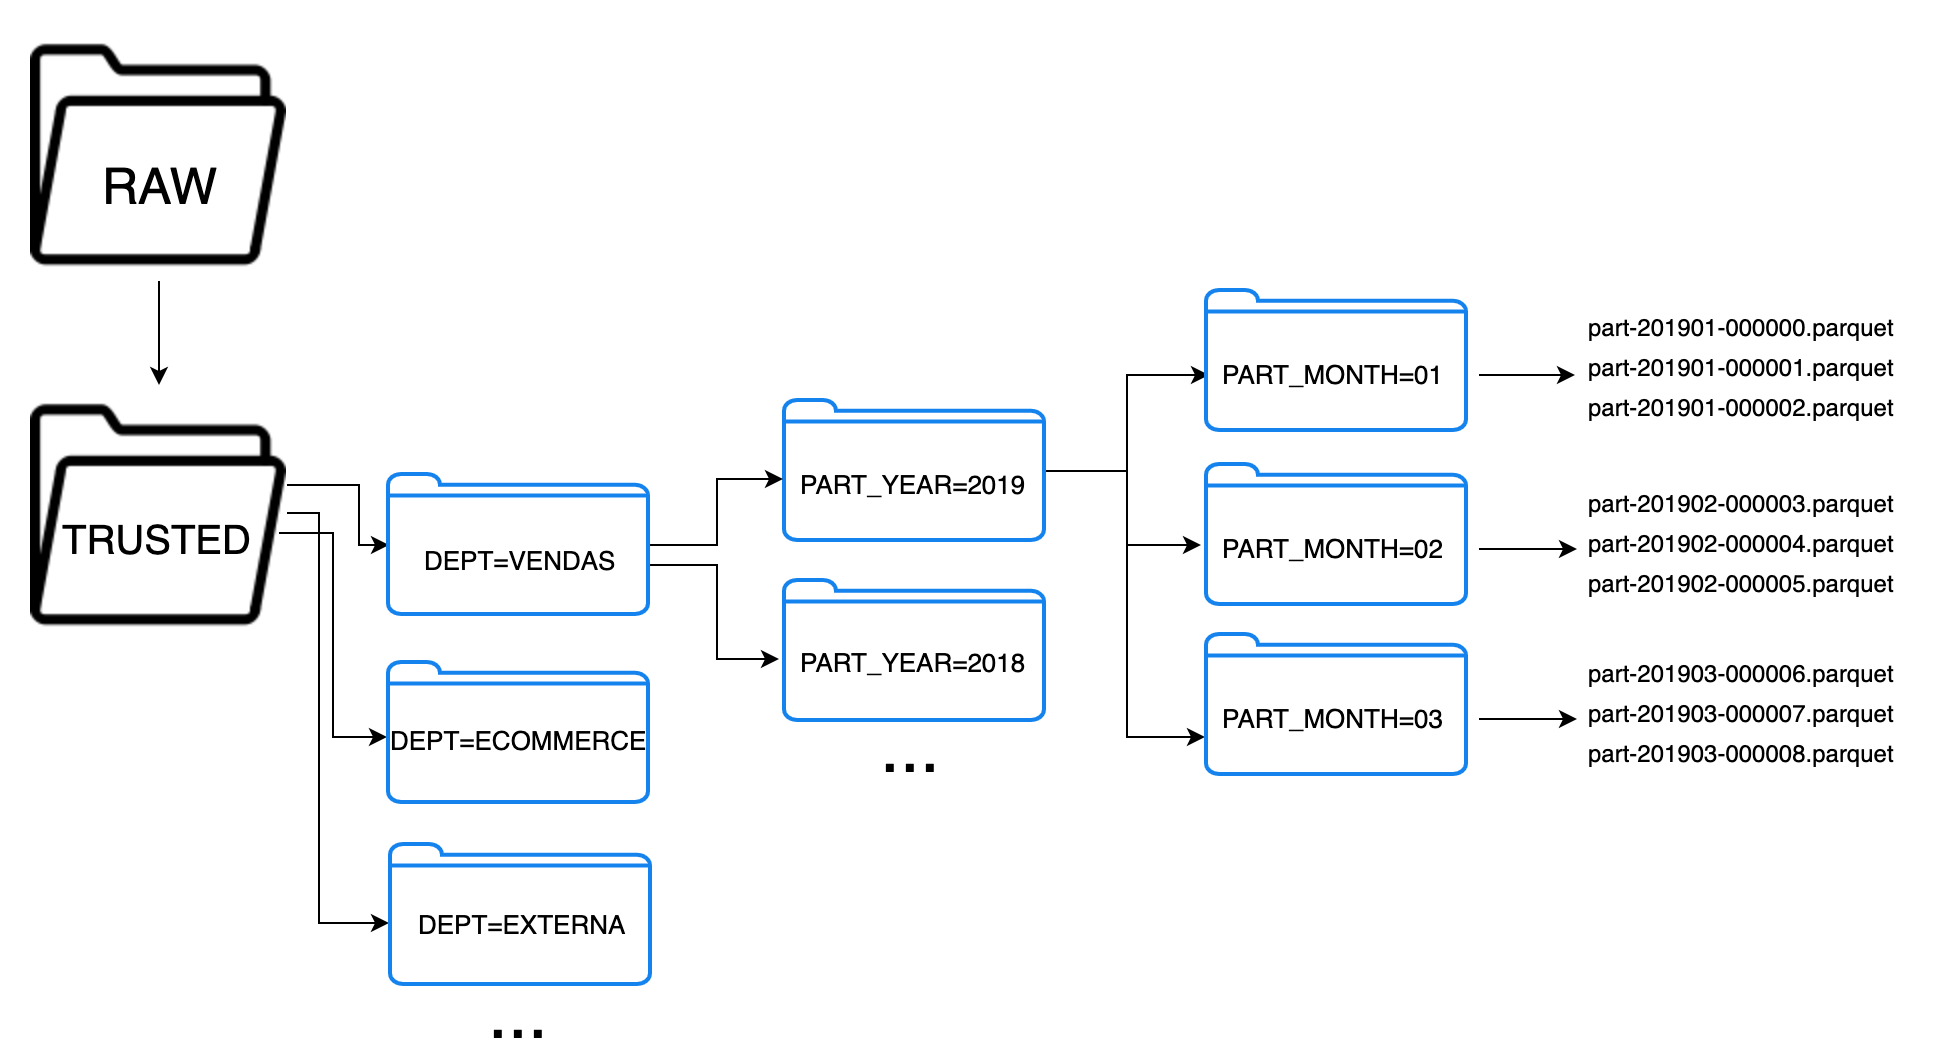 RAW
TRUSTED
DEPT=VENDAS
DEPT=ECOMMERCE
DEPT=EXTERNA
...
PART_YEAR=2019
PART_YEAR=2018
...
PART_MONTH=01
PART_MONTH=02
PART_MONTH=03
part-201901-000000.parquet
part-201901-000001.parquet
part-201901-000002.parquet
part-201902-000003.parquet
part-201902-000004.parquet
part-201902-000005.parquet
part-201903-000006.parquet
part-201903-000007.parquet
part-201903-000008.parquet